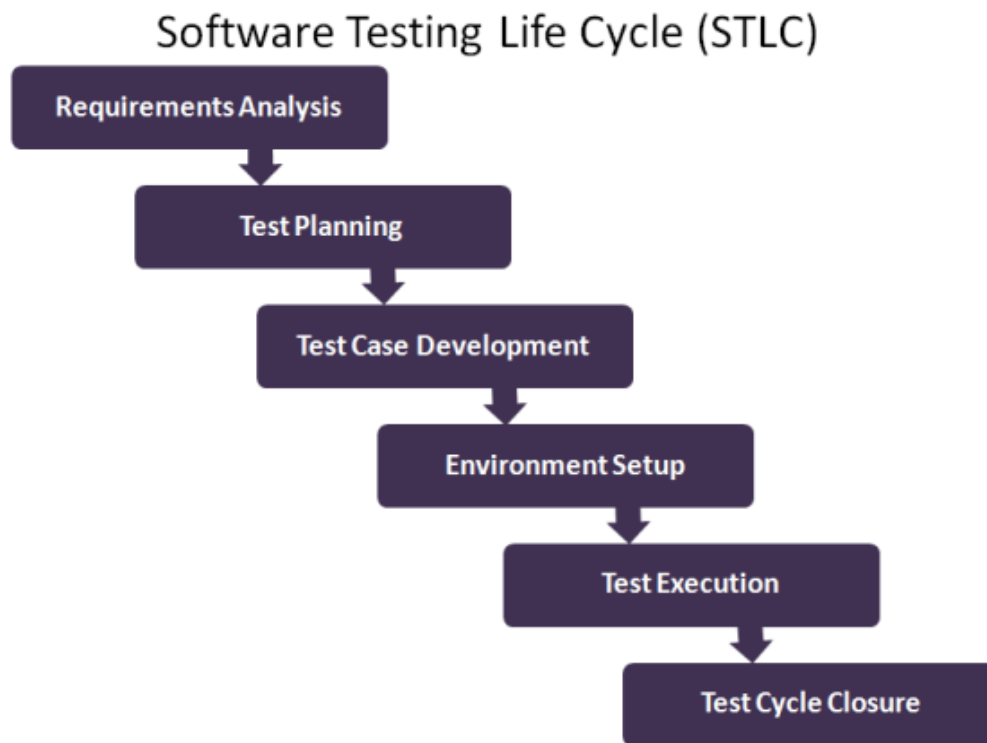 Software Testing Life Cycle (STLC)
Requirements Analysis
Test Planning
Test Case Development
Environment Setup
Test Execution
Test Cycle Closure